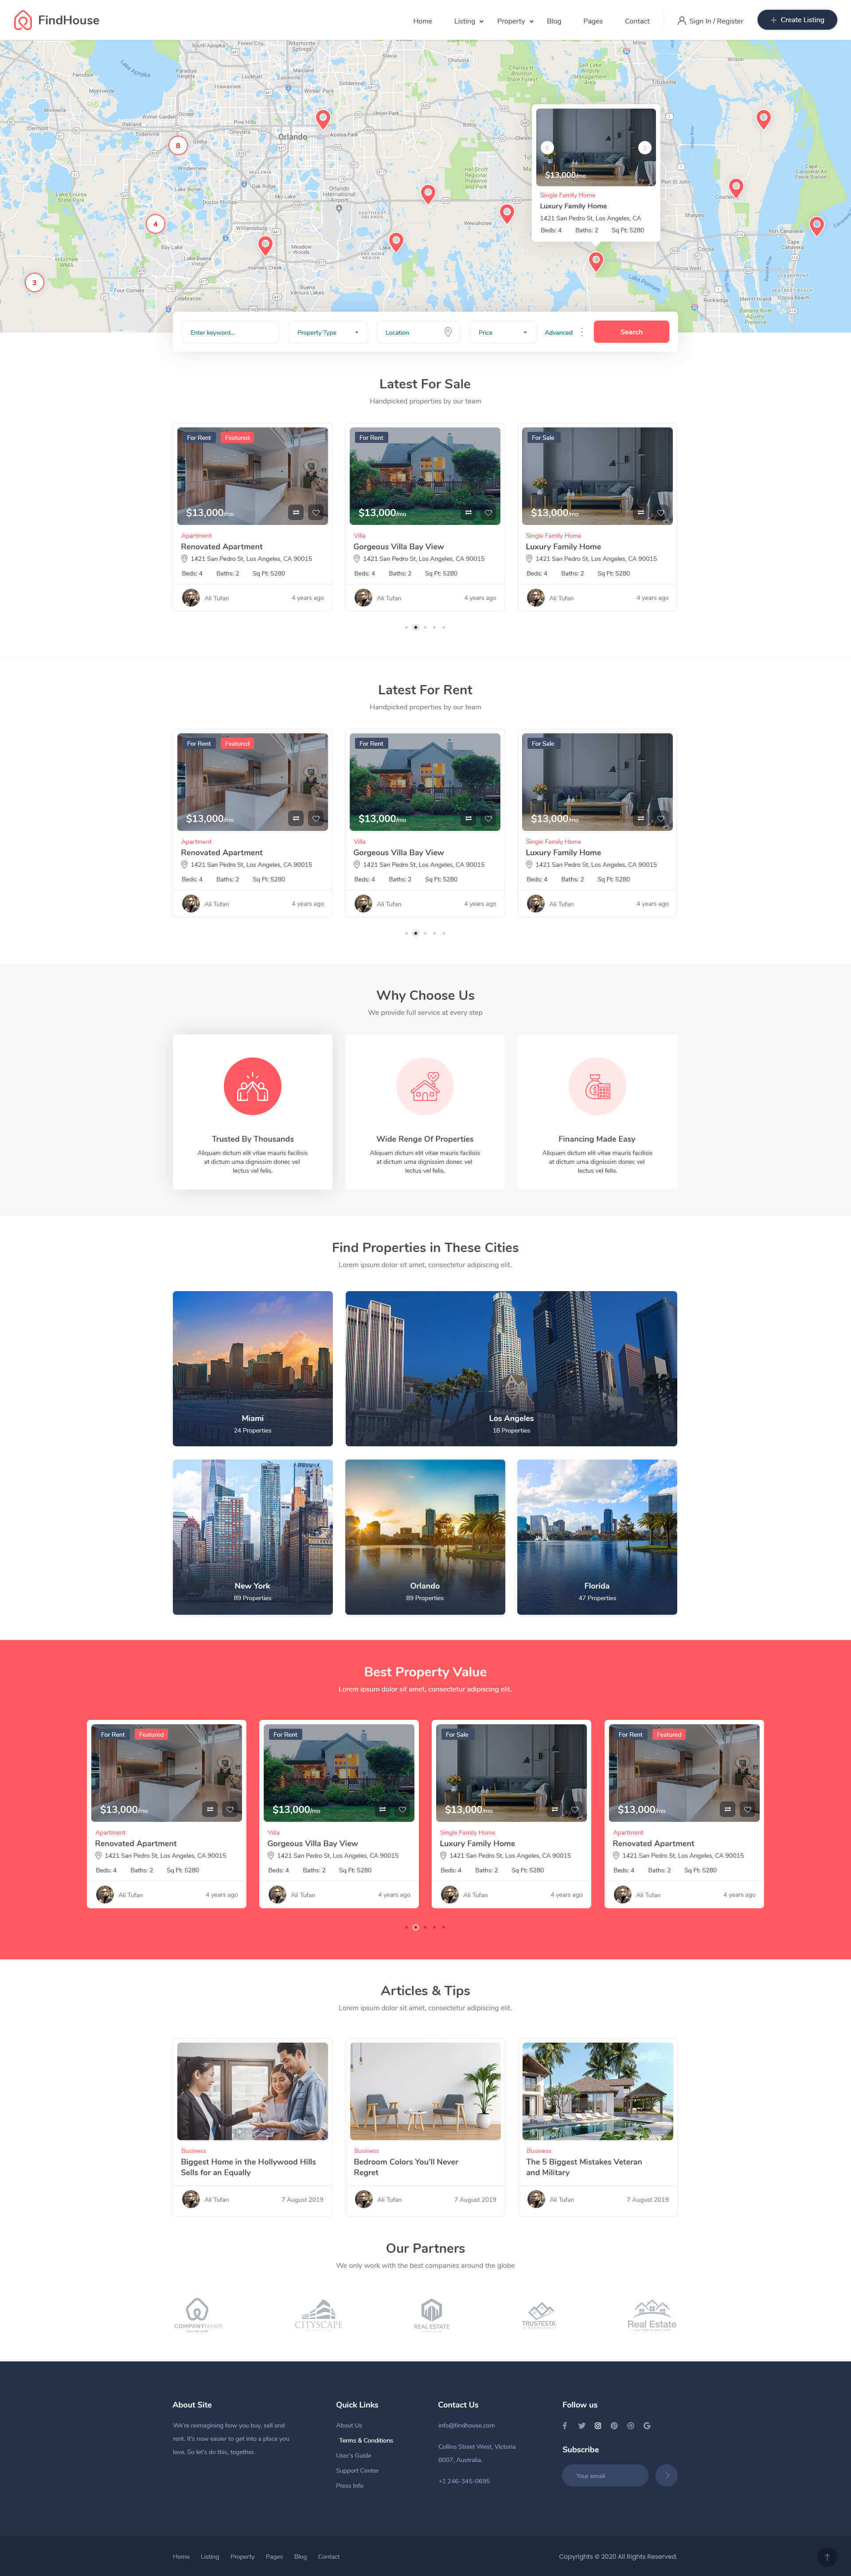 FindHouse
Home
Listing
Property
Blog
Pages
Contact
Sign In / Register
Create Listing
Orlando
8
4
3
$13,000/mo
Single Family Home
Luxury Family Home
1421 San Pedro St, Los Angeles, CA
Beds: 4 Baths: 2 Sq Ft: 5280
Enter keyword...
Property Type
Location
Price
Advanced
Search
Latest For Sale
Handpicked properties by our team
For Rent Featured
$13,000/mo
Apartment
Renovated Apartment
1421 San Pedro St, Los Angeles, CA 90015
Beds: 4 Baths: 2 Sq Ft: 5280
Ali Tufan 4 years ago
For Rent
$13,000/mo
Villa
Gorgeous Villa Bay View
1421 San Pedro St, Los Angeles, CA 90015
Beds: 4 Baths: 2 Sq Ft: 5280
Ali Tufan 4 years ago
For Sale
$13,000/mo
Single Family Home
Luxury Family Home
1421 San Pedro St, Los Angeles, CA 90015
Beds: 4 Baths: 2 Sq Ft: 5280
Ali Tufan 4 years ago
Latest For Rent
Handpicked properties by our team
For Rent Featured
$13,000/mo
Apartment
Renovated Apartment
1421 San Pedro St, Los Angeles, CA 90015
Beds: 4 Baths: 2 Sq Ft: 5280
Ali Tufan 4 years ago
For Rent
$13,000/mo
Villa
Gorgeous Villa Bay View
1421 San Pedro St, Los Angeles, CA 90015
Beds: 4 Baths: 2 Sq Ft: 5280
Ali Tufan 4 years ago
For Sale
$13,000/mo
Single Family Home
Luxury Family Home
1421 San Pedro St, Los Angeles, CA 90015
Beds: 4 Baths: 2 Sq Ft: 5280
Ali Tufan 4 years ago
Why Choose Us
We provide full service at every step
Trusted By Thousands
Aliquam dictum elit vitae mauris facilisis
at dictum urna dignissim donec vel
lectus vel felis.
Wide Renge Of Properties
Aliquam dictum elit vitae mauris facilisis
at dictum urna dignissim donec vel
lectus vel felis.
Financing Made Easy
Aliquam dictum elit vitae mauris facilisis
at dictum urna dignissim donec vel
lectus vel felis.
Find Properties in These Cities
Lorem ipsum dolor sit amet, consectetur adipiscing elit.
Miami
24 Properties
Los Angeles
18 Properties
New York
89 Properties
Orlando
89 Properties
Florida
47 Properties
Best Property Value
Lorem ipsum dolor sit amet, consectetur adipiscing elit.
For Rent Featured
$13,000/mo
Apartment
Renovated Apartment
1421 San Pedro St, Los Angeles, CA 90015
Beds: 4 Baths: 2 Sq Ft: 5280
Ali Tufan 4 years ago
For Rent
$13,000/mo
Villa
Gorgeous Villa Bay View
1421 San Pedro St, Los Angeles, CA 90015
Beds: 4 Baths: 2 Sq Ft: 5280
Ali Tufan 4 years ago
For Sale
$13,000/mo
Single Family Home
Luxury Family Home
1421 San Pedro St, Los Angeles, CA 90015
Beds: 4 Baths: 2 Sq Ft: 5280
Ali Tufan 4 years ago
For Rent Featured
$13,000/mo
Apartment
Renovated Apartment
1421 San Pedro St, Los Angeles, CA 90015
Beds: 4 Baths: 2 Sq Ft: 5280
Ali Tufan 4 years ago
Articles & Tips
Lorem ipsum dolor sit amet, consectetur adipiscing elit.
Business
Biggest Home in the Hollywood Hills
Sells for an Equally
Ali Tufan 7 August 2019
Business
Bedroom Colors You'll Never
Regret
Ali Tufan 7 August 2019
Business
The 5 Biggest Mistakes Veteran
and Military
Ali Tufan 7 August 2019
Our Partners
We only work with the best companies around the globe
COMPANYNAME
CITYSCAPE
REAL ESTATE
TRUSTESTA
Real Estate
About Site
We're reimagining how you buy, sell and
rent. It's now easier to get into a place you
love. So let's do this, together.
Quick Links
About Us
Terms & Conditions
User's Guide
Support Center
Press Info
Contact Us
info@findhouse.com
Collins Street West, Victoria
8007, Australia.
+1 246-345-0695
Follow us
Subscribe
Your email
Home Listing Property Pages Blog Contact
Copyrights © 2020 All Rights Reserved.